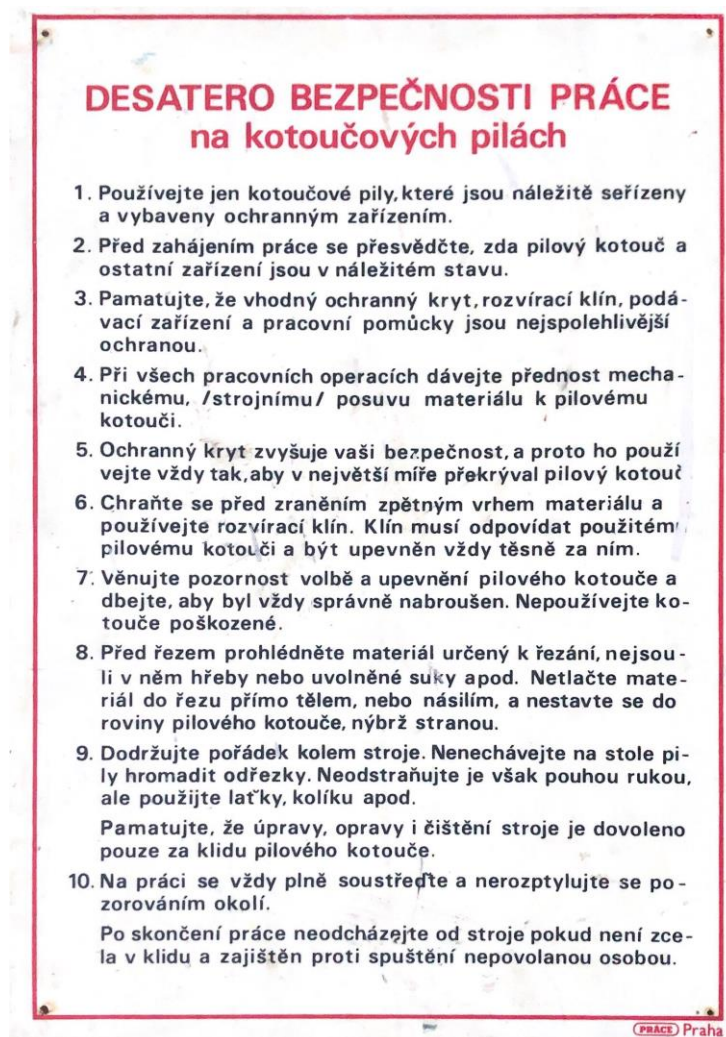 DESATERO BEZPEČNOSTI PRÁCE
na kotoučových pilách
1. Používejte jen kotoučové pily, které jsou náležitě seřízeny
a vybaveny ochranným zařízením.
2. Před zahájením práce se přesvědčte, zda pilový kotouč a
ostatní zařízení jsou v náležitém stavu.
3. Pamatujte, že vhodný ochranný kryt, rozvírací klín, podá-
vací zařízení a pracovní pomůcky jsou nejspolehlivější
ochranou.
4. Při všech pracovních operacích dávejte přednost mecha-
nickému, /strojnímu/ posuvu materiálu k pilovému
kotouči.
5. Ochranný kryt zvyšuje vaši bezpečnost, a proto ho použí
vejte vždy tak, aby v největší míře překrýval pilový kotouč
6. Chraňte se před zraněním zpětným vrhem materiálu a
používejte rozvírací klín. Klín musí odpovídat použitém
pilovému kotouči a být upevněn vždy těsně za ním.
7. Věnujte pozornost volbě a upevnění pilového kotouče a
dbejte, aby byl vždy správně nabroušen. Nepoužívejte ko-
touče poškozené.
8. Před řezem prohlédněte materiál určený k řezání, nejsou-
li v něm hřeby nebo uvolněné suky apod. Netlačte mate-
riál do řezu přímo tělem, nebo násilím, a nestavte se do
roviny pilového kotouče, nýbrž stranou.
9. Dodržujte pořádek kolem stroje. Nenechávejte na stole pi-
ly hromadit odřezky. Neodstraňujte je však pouhou rukou,
ale použijte laťky, kolíku apod.
Pamatujte, že úpravy, opravy i čištění stroje je dovoleno
pouze za klidu pilového kotouče.
10. Na práci se vždy plně soustřeďte a nerozptylujte se po-
zorováním okolí.
Po skončení práce neodcházejte od stroje pokud není zce-
la v klidu a zajištěn proti spuštění nepovolanou osobou.
PRÁCE Praha